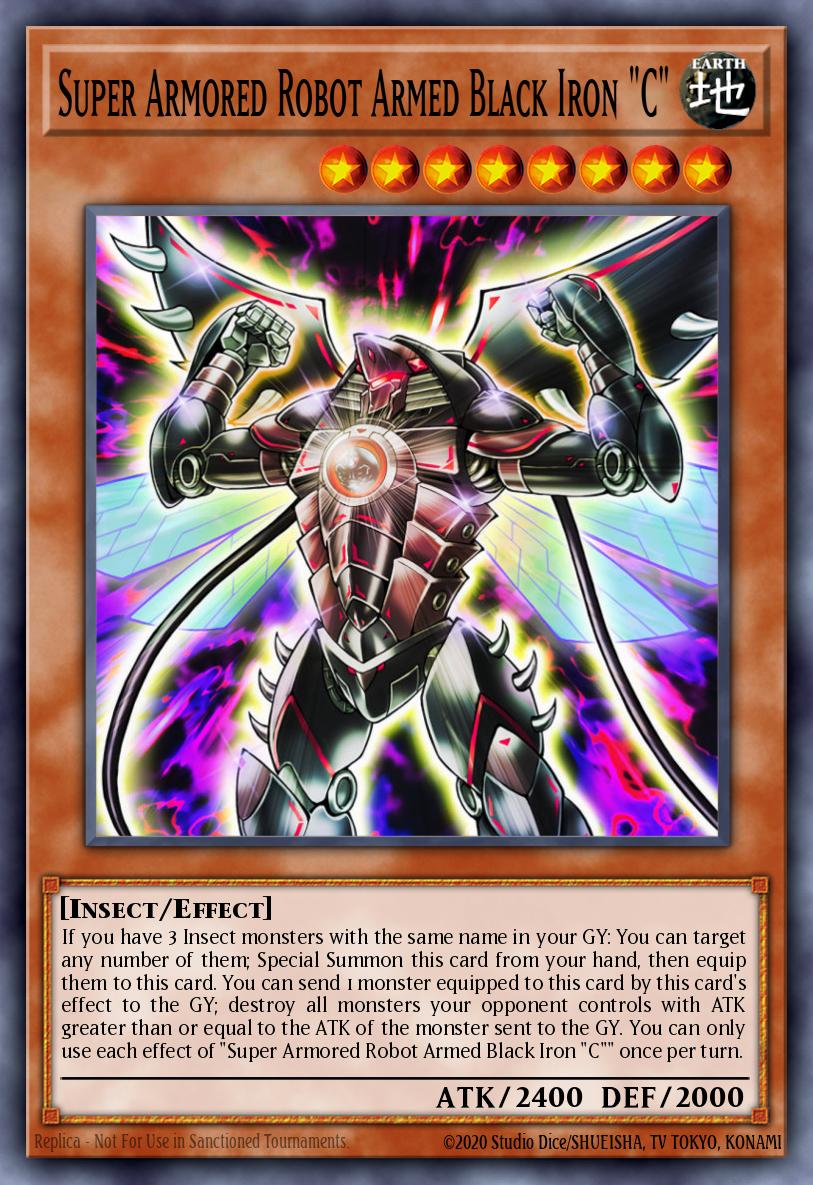 Super Armored Robot Armed Black Iron "C"
EARTH
地
[Insect/Effect]
If you have 3 Insect monsters with the same name in your GY: You can target
any number of them; Special Summon this card from your hand, then equip
them to this card. You can send 1 monster equipped to this card by this card's
effect to the GY; destroy all monsters your opponent controls with ATK
greater than or equal to the ATK of the monster sent to the GY. You can only
use each effect of "Super Armored Robot Armed Black Iron "C"" once per turn.
ATK/2400 DEF/2000
Replica - Not For Use in Sanctioned Tournaments.
©2020 Studio Dice/SHUEISHA, TV TOKYO, KONAMI